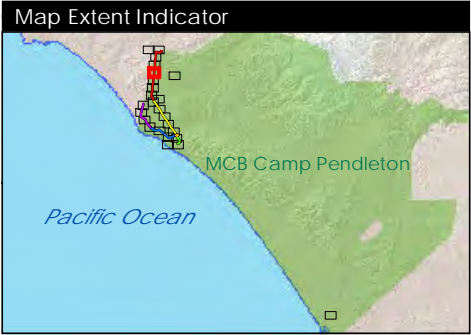 Map Extent Indicator
MCB Camp Pendleton
Pacific Ocean